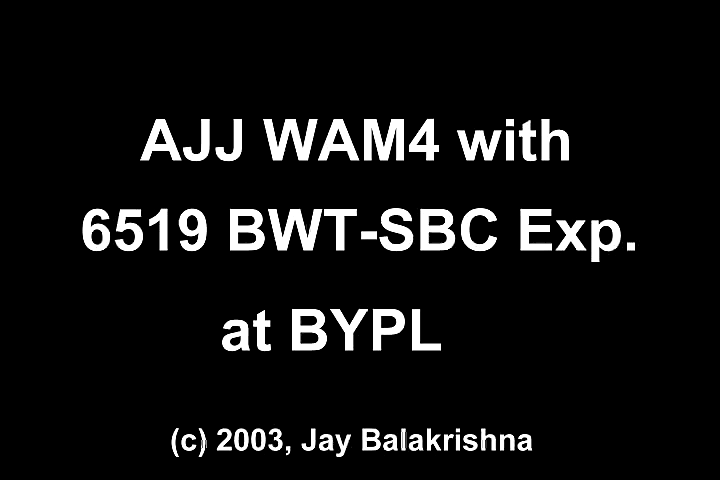 AJJ WAM4 with
6519 BWT-SBC Exp.
at BYPL
(c) 2003, Jay Balakrishna